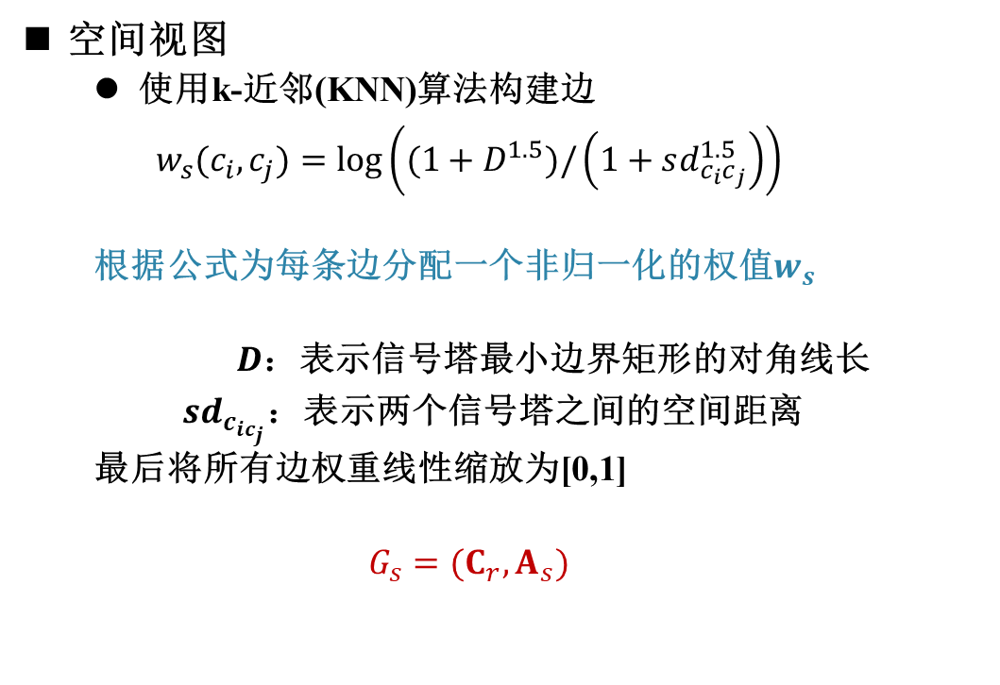 ■ 空间视图
● 使用k-近邻(KNN)算法构建边
$w_s(c_i, c_j) = \log\left((1 + D^{1.5})/\left(1 + sd_{c_i c_j}^{1.5}\right)\right)$
根据公式为每条边分配一个非归一化的权值$w_s$
$D$：表示信号塔最小边界矩形的对角线长
$sd_{c_i c_j}$：表示两个信号塔之间的空间距离
最后将所有边权重线性缩放为[0,1]
$G_s = (\mathbf{C}_r, \mathbf{A}_s)$